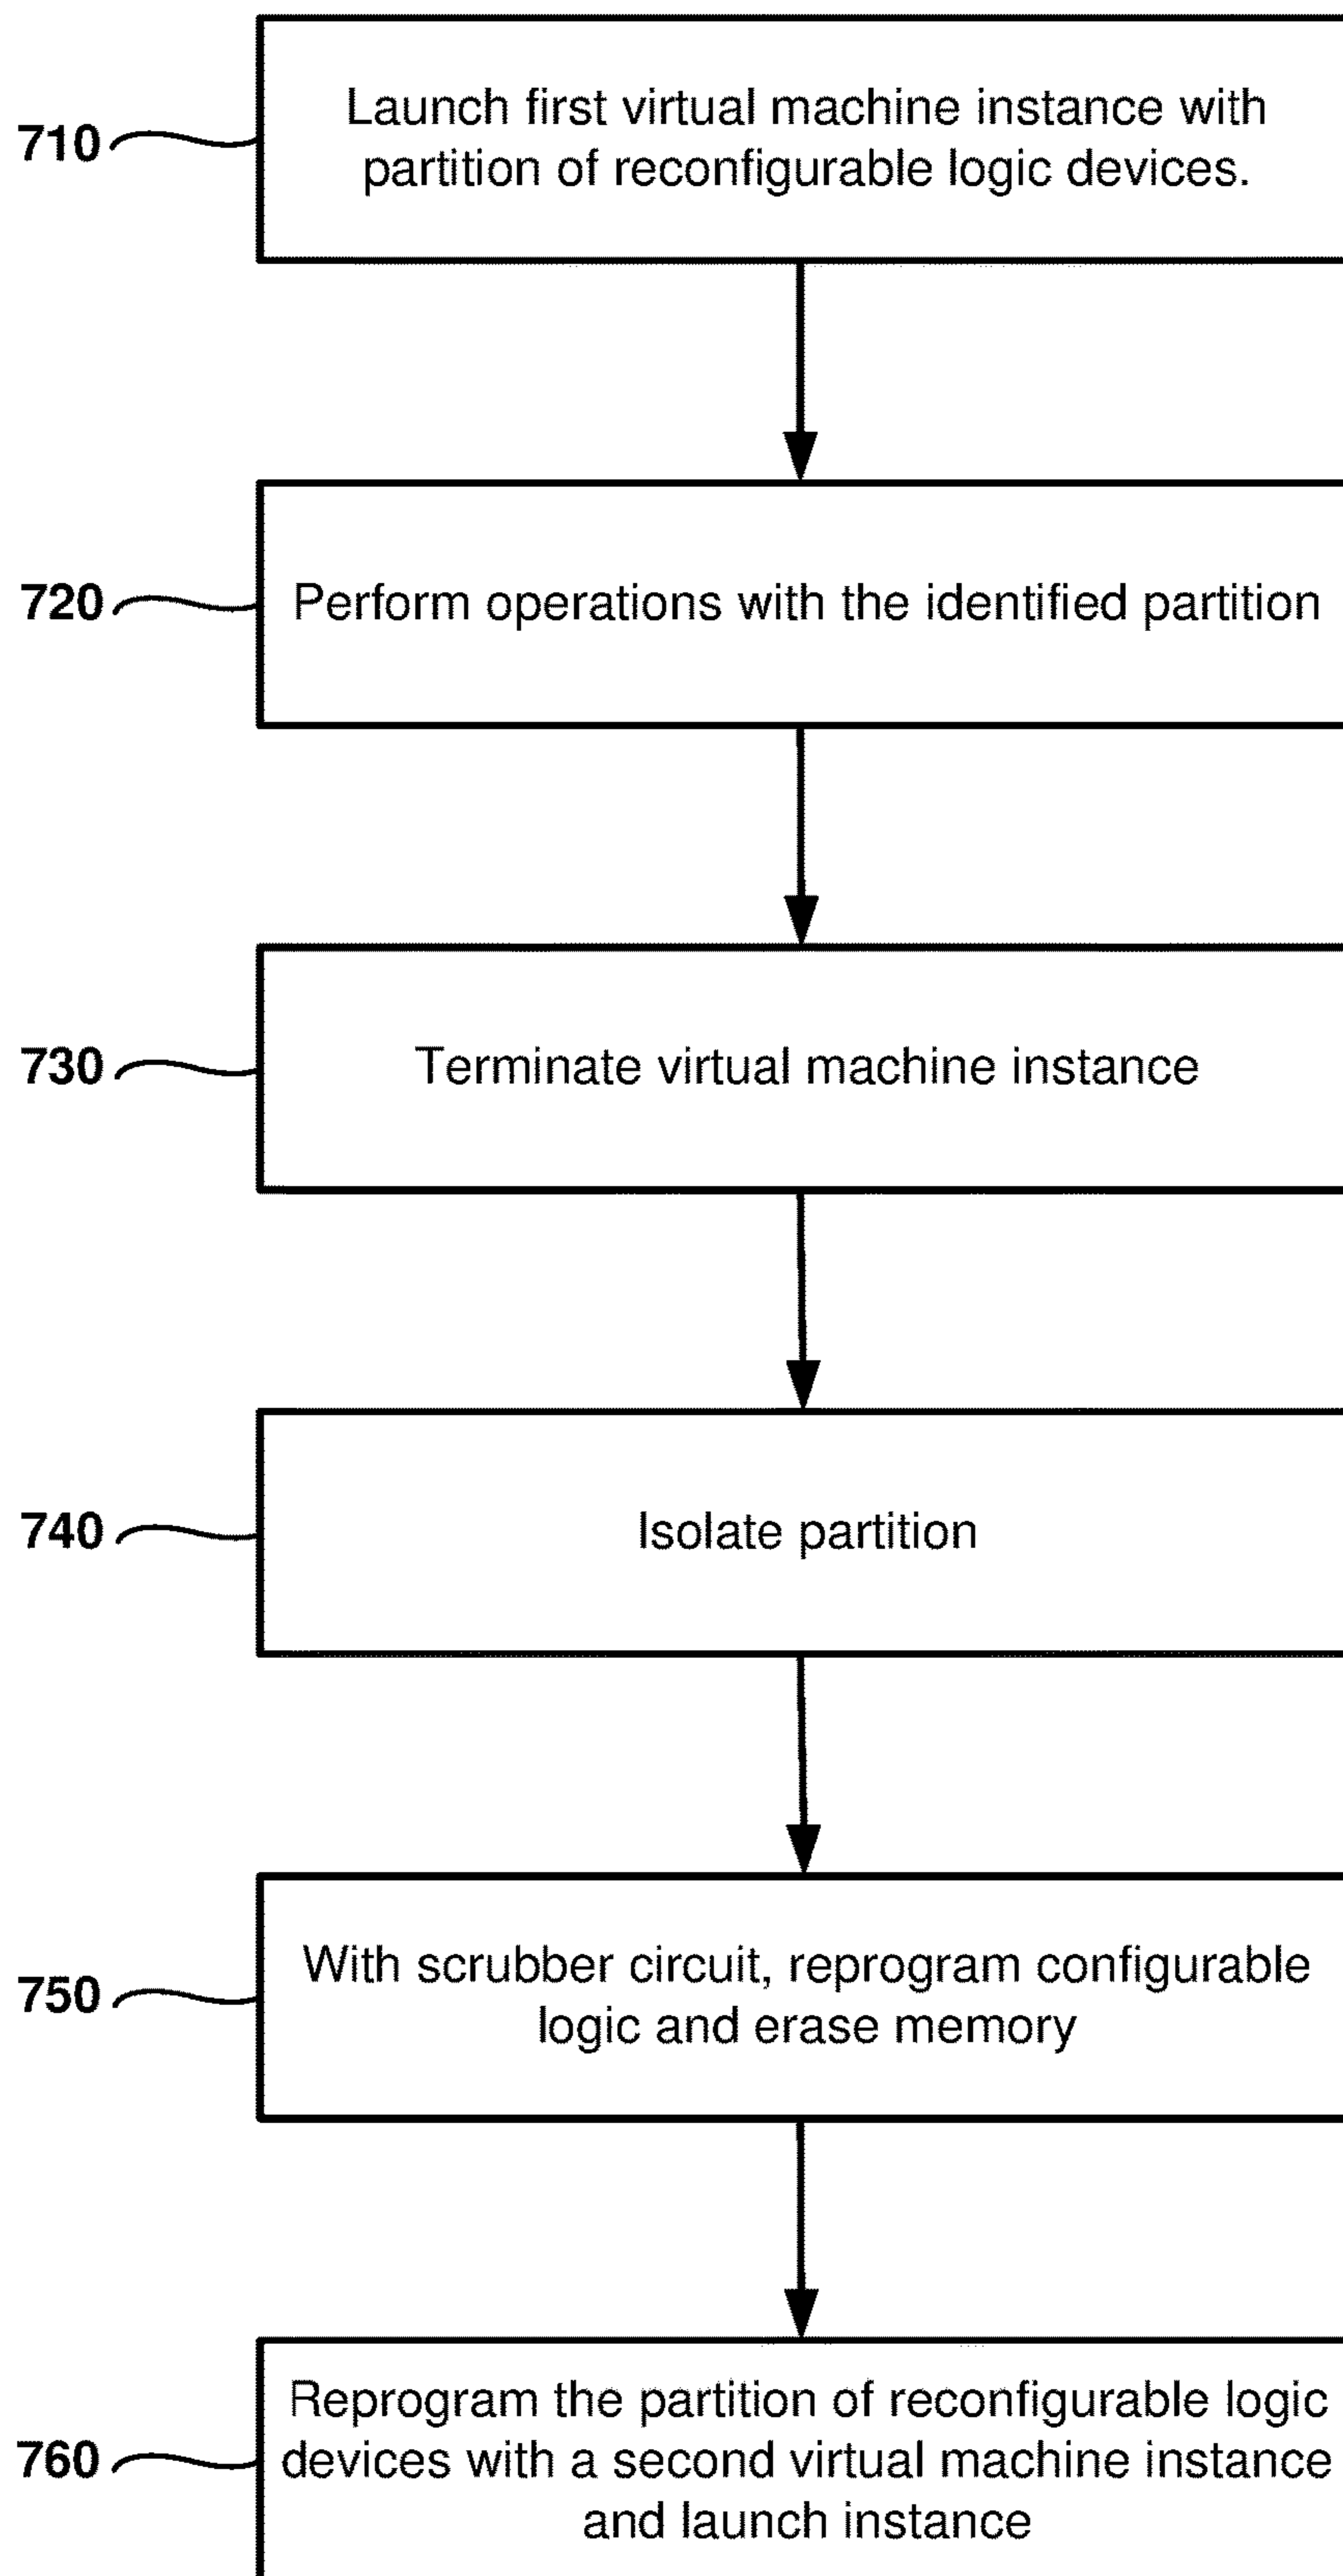 710
Launch first virtual machine instance with
partition of reconfigurable logic devices.
720
Perform operations with the identified partition
730
Terminate virtual machine instance
740
Isolate partition
750
With scrubber circuit, reprogram configurable
logic and erase memory
760
Reprogram the partition of reconfigurable logic
devices with a second virtual machine instance
and launch instance